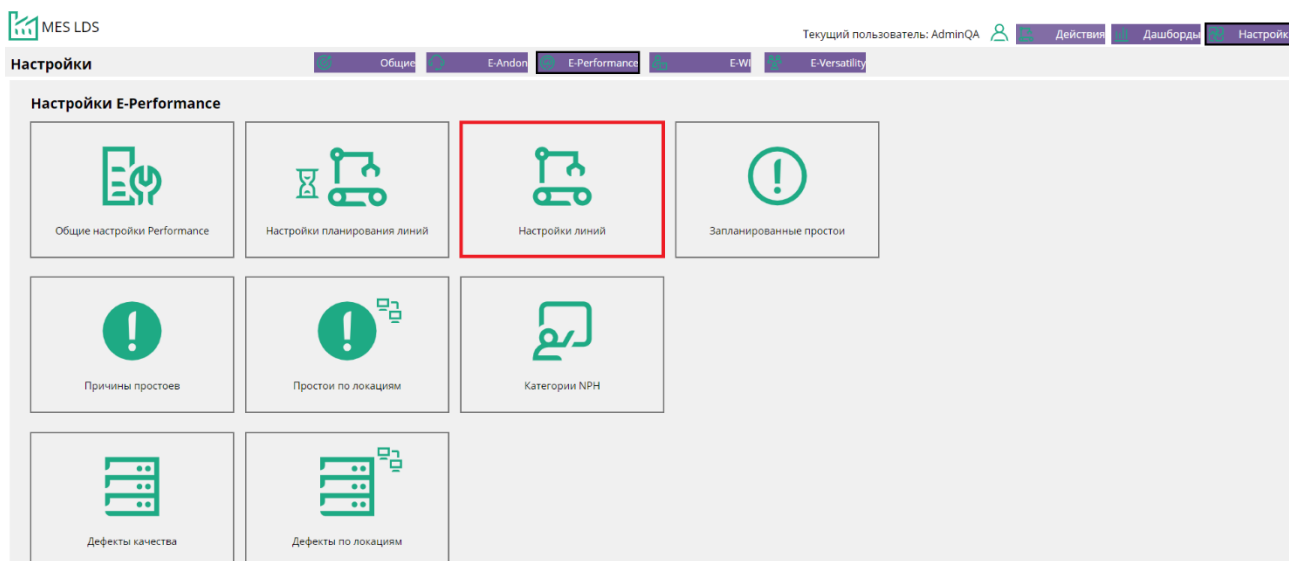 MES LDS
Текущий пользователь: AdminQA Действия Дашборды Настройк
Настройки Общие E-Andon E-Performance E-WI E-Versatility
Настройки E-Performance
Общие настройки Performance Настройки планирования линий Настройки линий Запланированные простои
Причины простоев Простои по локациям Категории NPH
Дефекты качества Дефекты по локациям